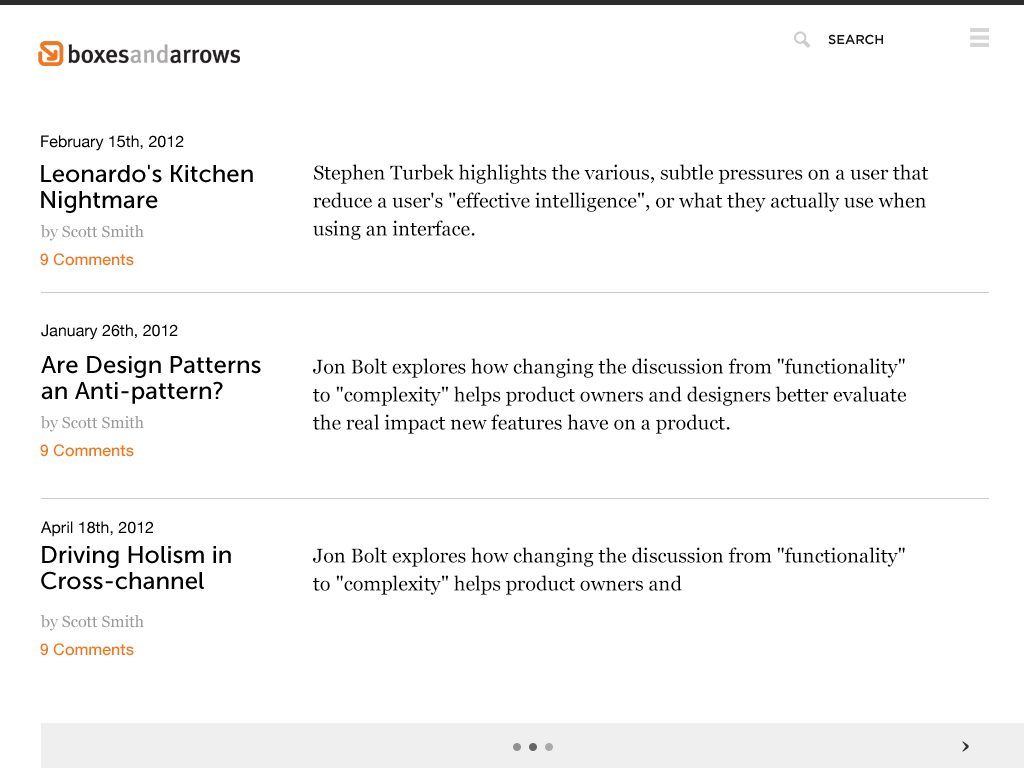 boxesandarrows
SEARCH
February 15th, 2012
Leonardo's Kitchen
Nightmare
by Scott Smith
9 Comments
Stephen Turbek highlights the various, subtle pressures on a user that
reduce a user's "effective intelligence", or what they actually use when
using an interface.
January 26th, 2012
Are Design Patterns
an Anti-pattern?
by Scott Smith
9 Comments
Jon Bolt explores how changing the discussion from "functionality"
to "complexity" helps product owners and designers better evaluate
the real impact new features have on a product.
April 18th, 2012
Driving Holism in
Cross-channel
by Scott Smith
9 Comments
Jon Bolt explores how changing the discussion from "functionality"
to "complexity" helps product owners and